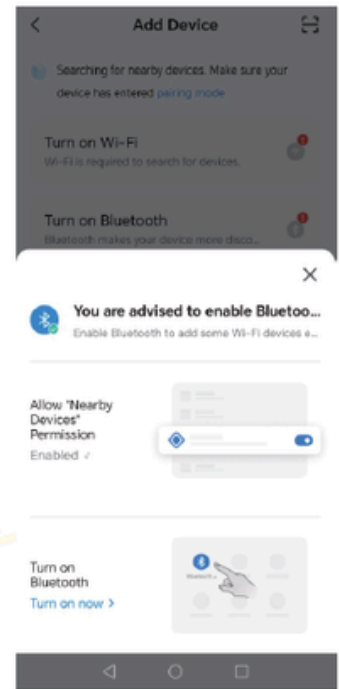 Add Device
Searching for nearby devices. Make sure your
device has entered pairing mode
Turn on Wi-Fi
Wi-Fi is required to search for devices.
Turn on Bluetooth
Bluetooth makes your device more disco...
You are advised to enable Bluetoo...
Enable Bluetooth to add some Wi-Fi devices e...
Allow "Nearby
Devices"
Permission
Enabled ✓
Turn on
Bluetooth
Turn on now >
Bluetooth